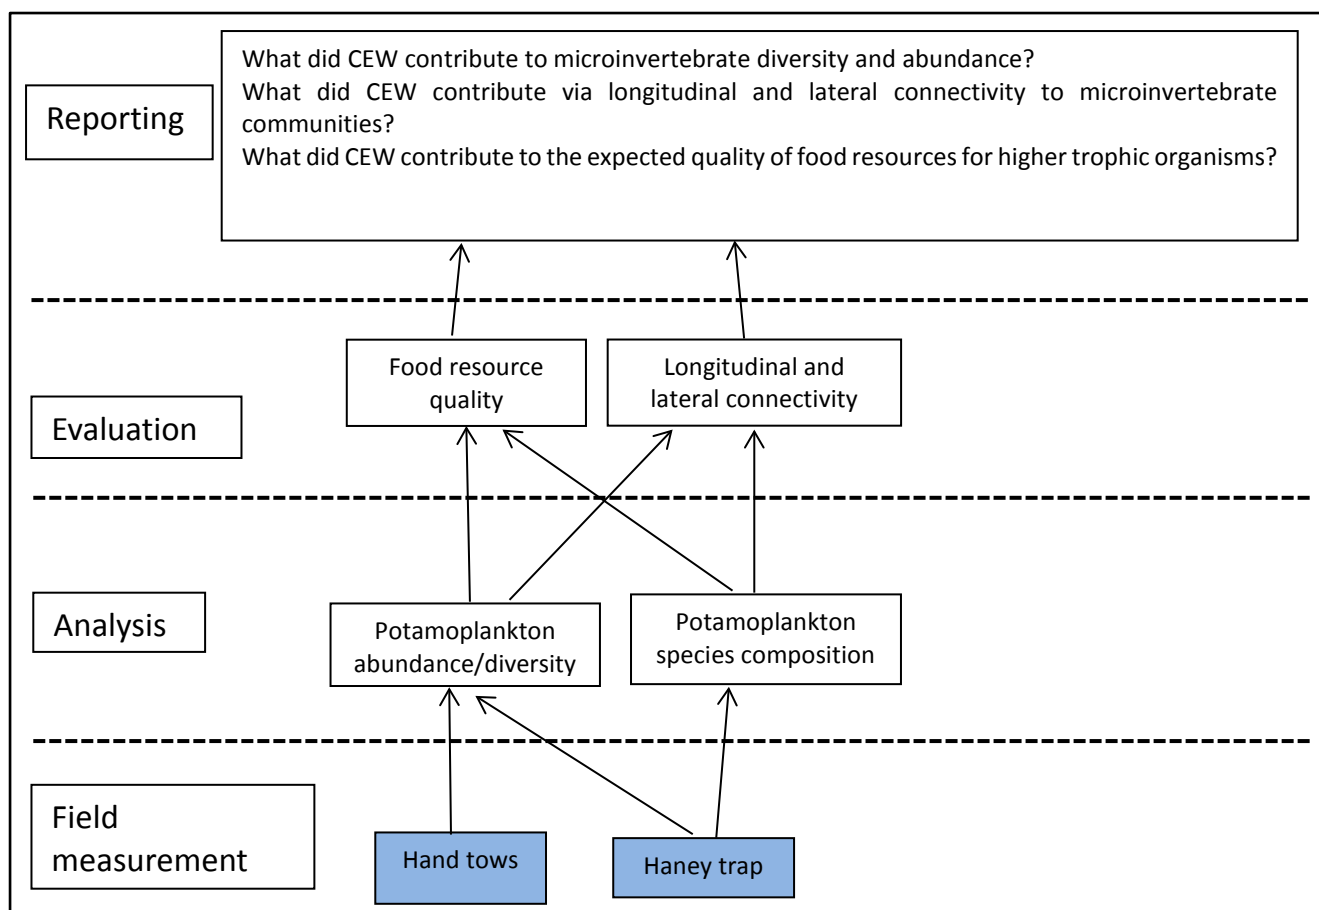 What did CEW contribute to microinvertebrate diversity and abundance?
What did CEW contribute via longitudinal and lateral connectivity to microinvertebrate
communities?
What did CEW contribute to the expected quality of food resources for higher trophic organisms?
Reporting
Food resource
quality
Longitudinal and
lateral connectivity
Evaluation
Analysis
Potamoplankton
abundance/diversity
Potamoplankton
species composition
Field
measurement
Hand tows
Haney trap